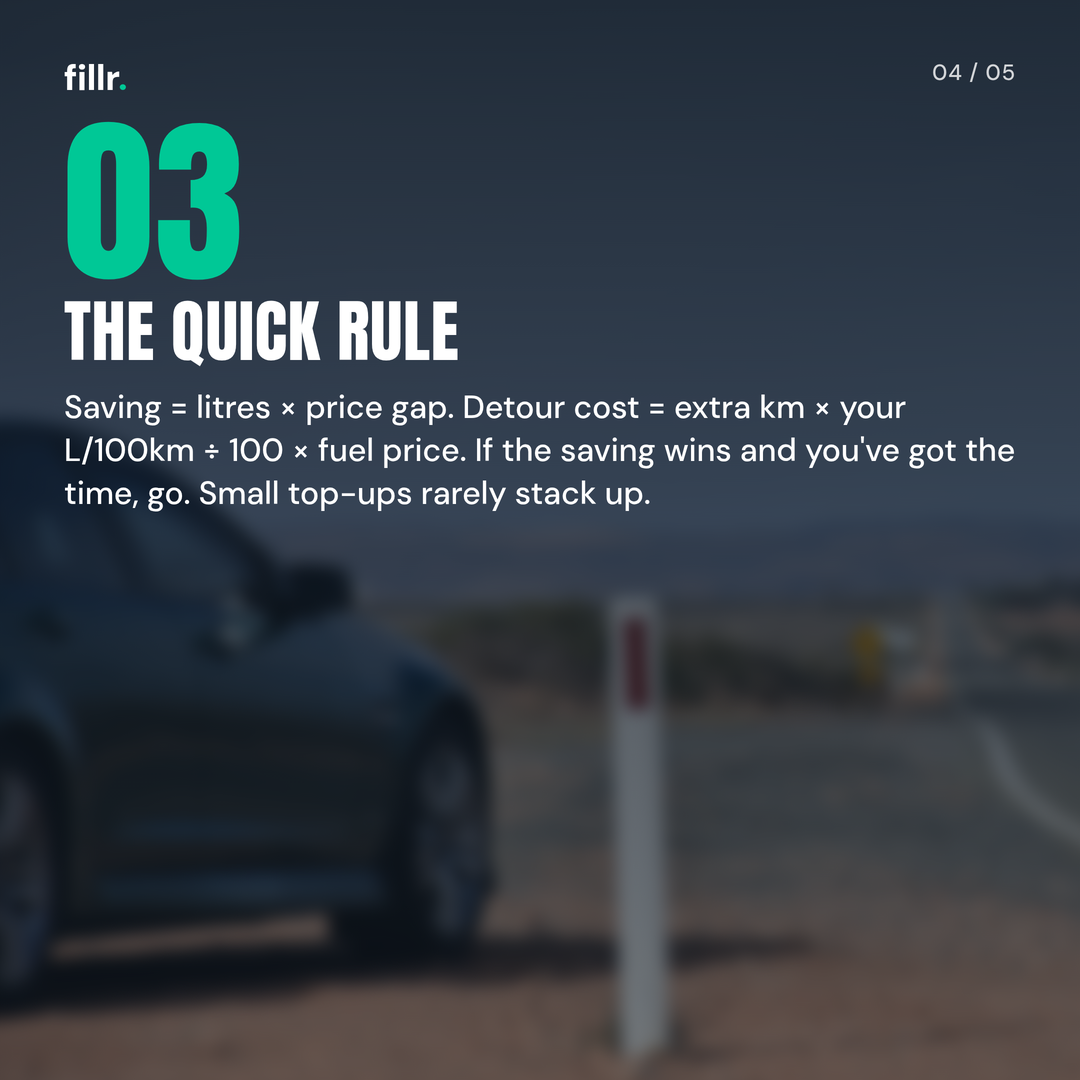 fillr.
04 / 05
03
THE QUICK RULE
Saving = litres × price gap. Detour cost = extra km × your
L/100km ÷ 100 × fuel price. If the saving wins and you've got the
time, go. Small top-ups rarely stack up.